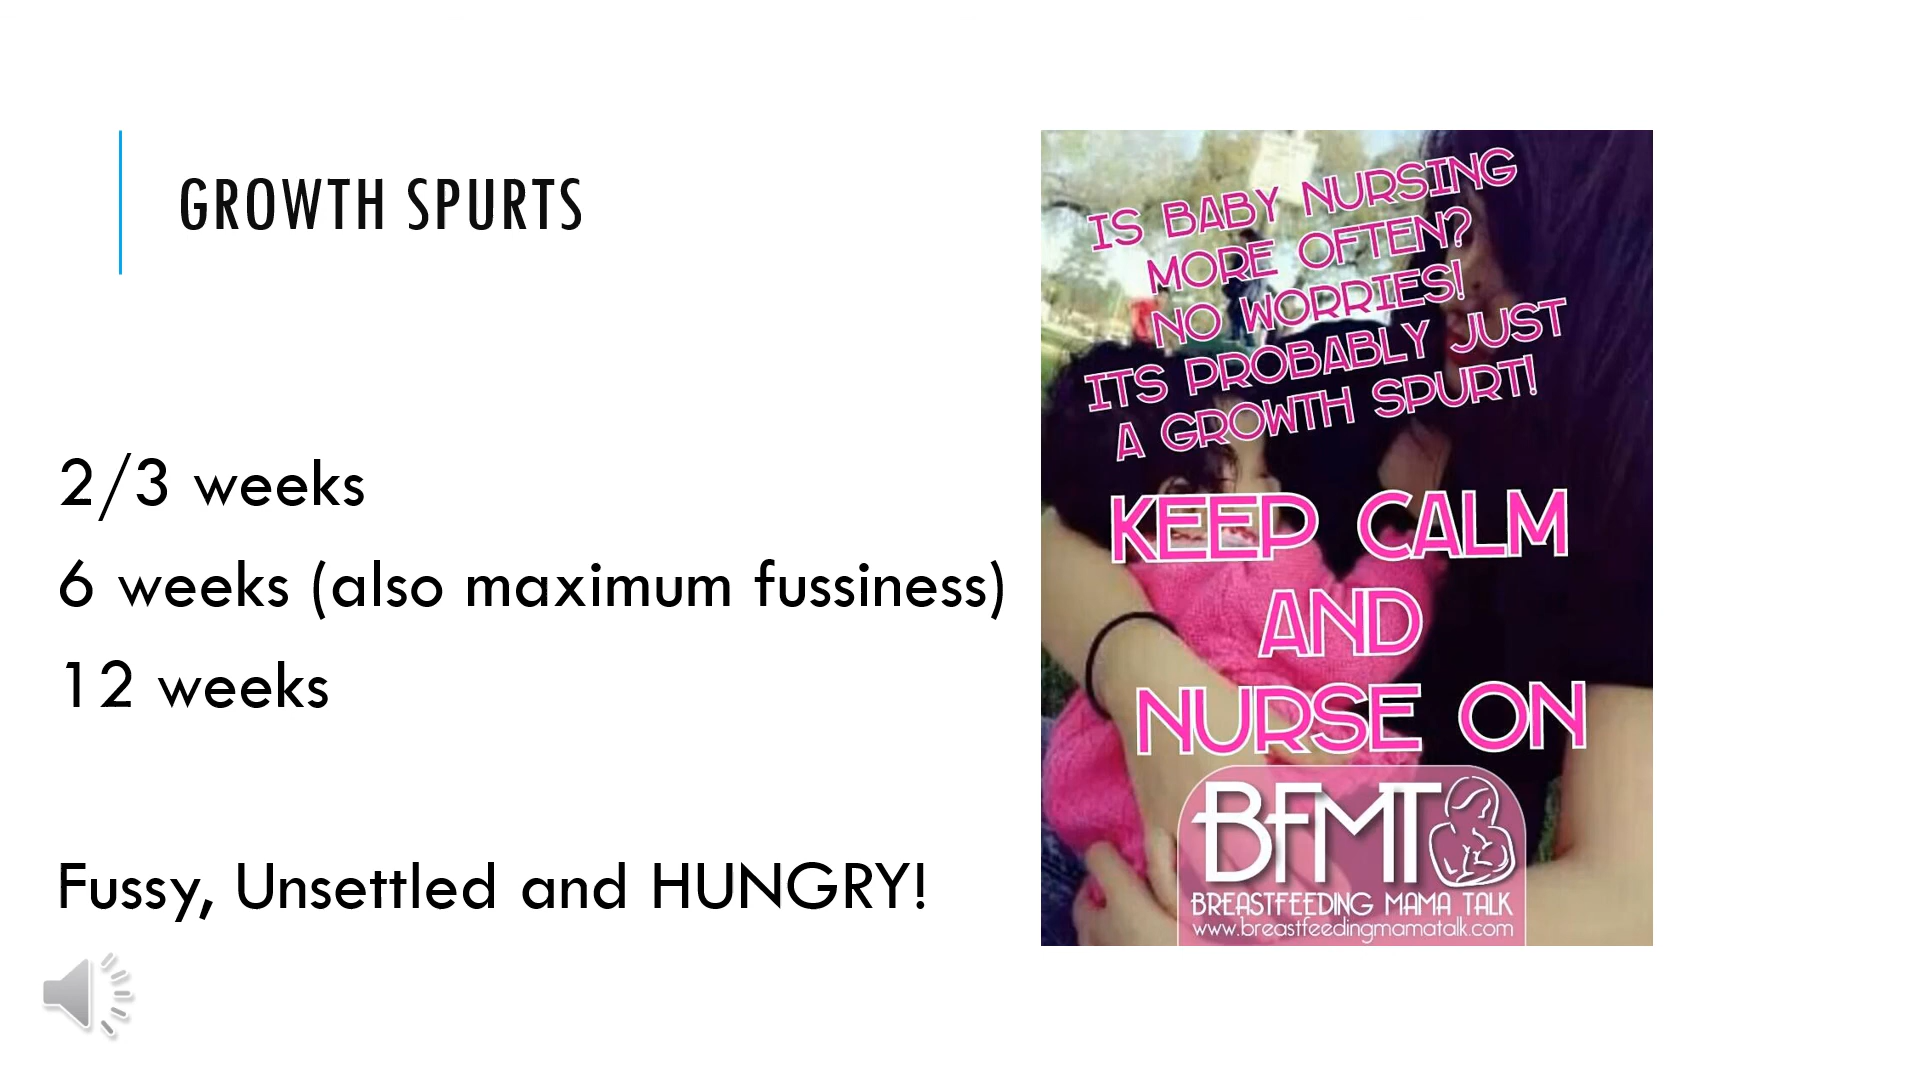 GROWTH SPURTS
2/3 weeks
6 weeks (also maximum fussiness)
12 weeks
Fussy, Unsettled and HUNGRY!
IS BABY NURSING
MORE OFTEN?
NO WORRIES!
ITS PROBABLY JUST
A GROWTH SPURT!
KEEP CALM
AND
NURSE ON
BFMT
BREASTFEEDING MAMA TALK
www.breastfeedingmamatalk.com